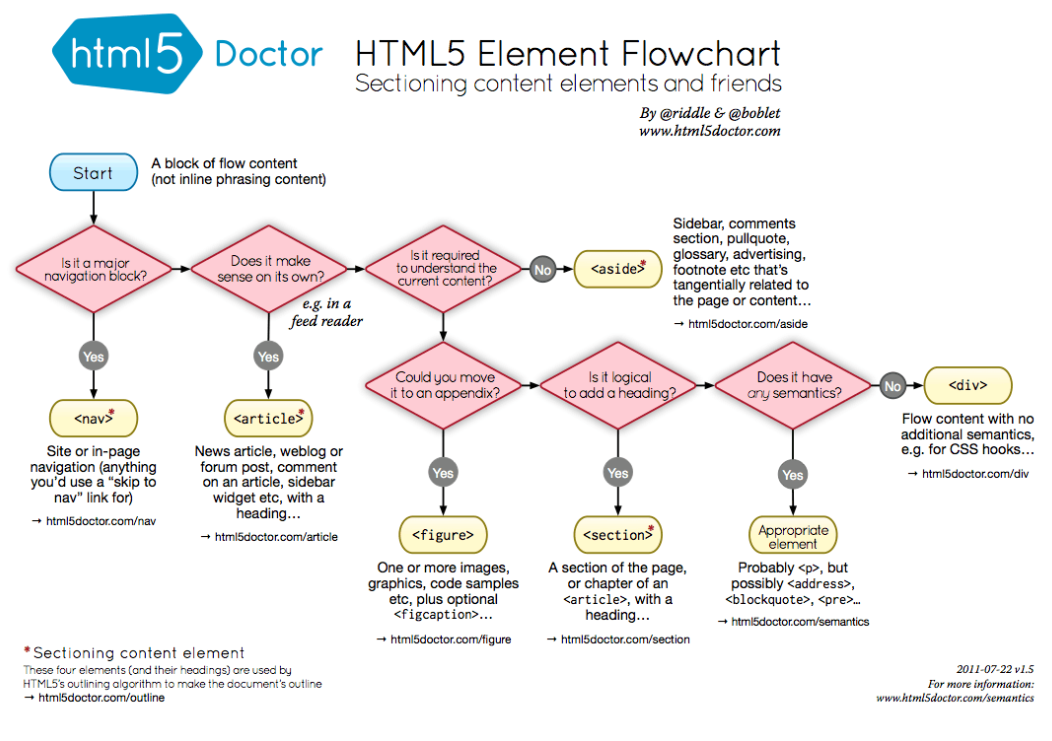 html5 Doctor
HTML5 Element Flowchart
Sectioning content elements and friends
By @riddle & @boblet
www.html5doctor.com
Start
A block of flow content
(not inline phrasing content)
Is it a major
navigation block?
Does it make
sense on its own?
e.g. in a
feed reader
Is it required
to understand the
current content?
No
<aside>*
Sidebar, comments
section, pullquote,
glossary, advertising,
footnote etc that's
tangentially related to
the page or content...
→ html5doctor.com/aside
Yes
<nav>*
Site or in-page
navigation (anything
you'd use a “skip to
nav” link for)
→ html5doctor.com/nav
Yes
<article>*
News article, weblog or
forum post, comment
on an article, sidebar
widget etc, with a
heading...
→ html5doctor.com/article
Could you move
it to an appendix?
Yes
<figure>
One or more images,
graphics, code samples
etc, plus optional
<figcaption>...
→ html5doctor.com/figure
Is it logical
to add a heading?
Yes
<section>*
A section of the page,
or chapter of an
<article>, with a
heading...
→ html5doctor.com/section
Does it have
any semantics?
Yes
Appropriate
element
Probably <p>, but
possibly <address>,
<blockquote>, <pre>...
→ html5doctor.com/semantics
No
<div>
Flow content with no
additional semantics,
e.g. for CSS hooks...
→ html5doctor.com/div
* Sectioning content element
These four elements (and their headings) are used by
HTML5's outlining algorithm to make the document's outline
→ html5doctor.com/outline
2011-07-22 v1.5
For more information:
www.html5doctor.com/semantics